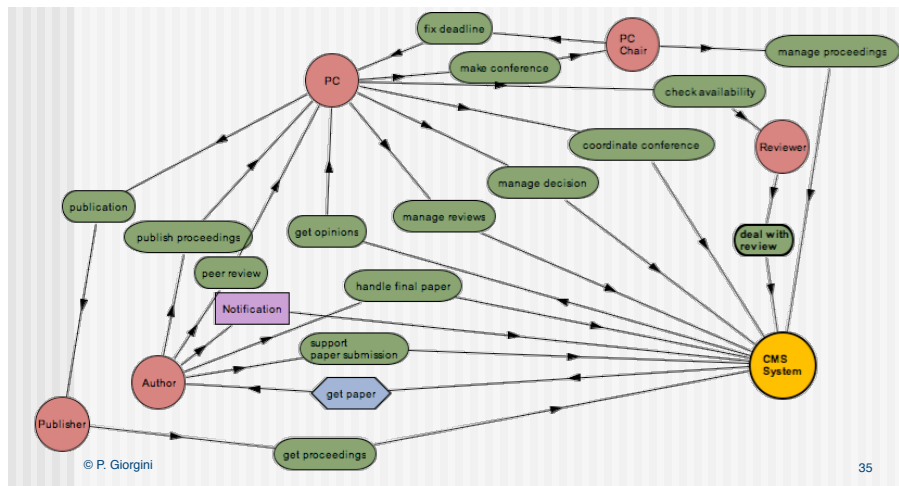 fix deadline
PC
Chair
manage proceedings
make conference
PC
check availability
coordinate conference
Reviewer
manage decision
publication
manage reviews
get opinions
publish proceedings
deal with
review
peer review
handle final paper
Notification
support
paper submission
CMS
System
Author
get paper
Publisher
get proceedings
© P. Giorgini
35